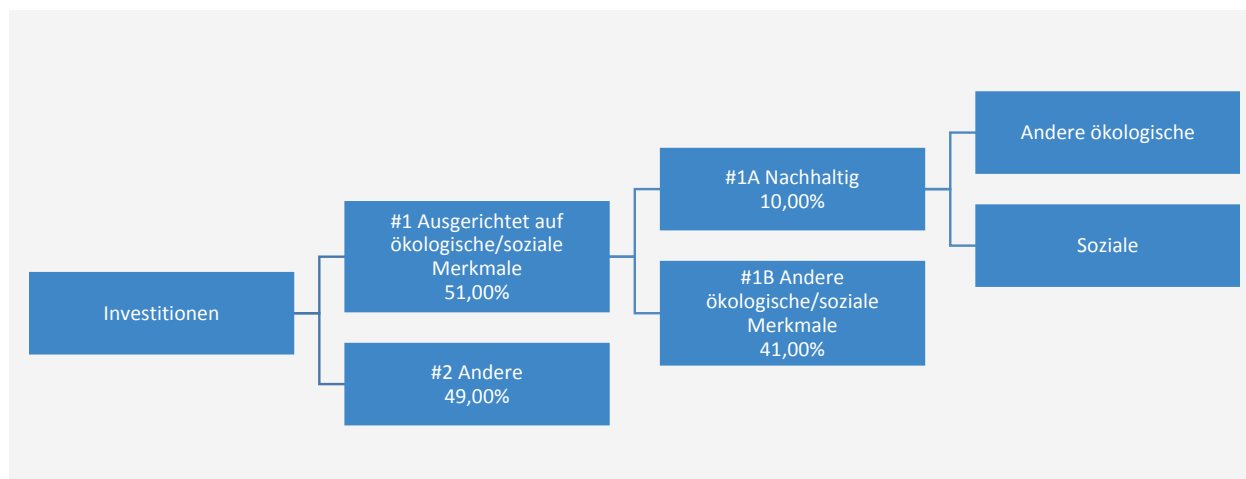 Investitionen
#1 Ausgerichtet auf
ökologische/soziale
Merkmale
51,00%
#2 Andere
49,00%
#1A Nachhaltig
10,00%
#1B Andere
ökologische/soziale
Merkmale
41,00%
Andere ökologische
Soziale